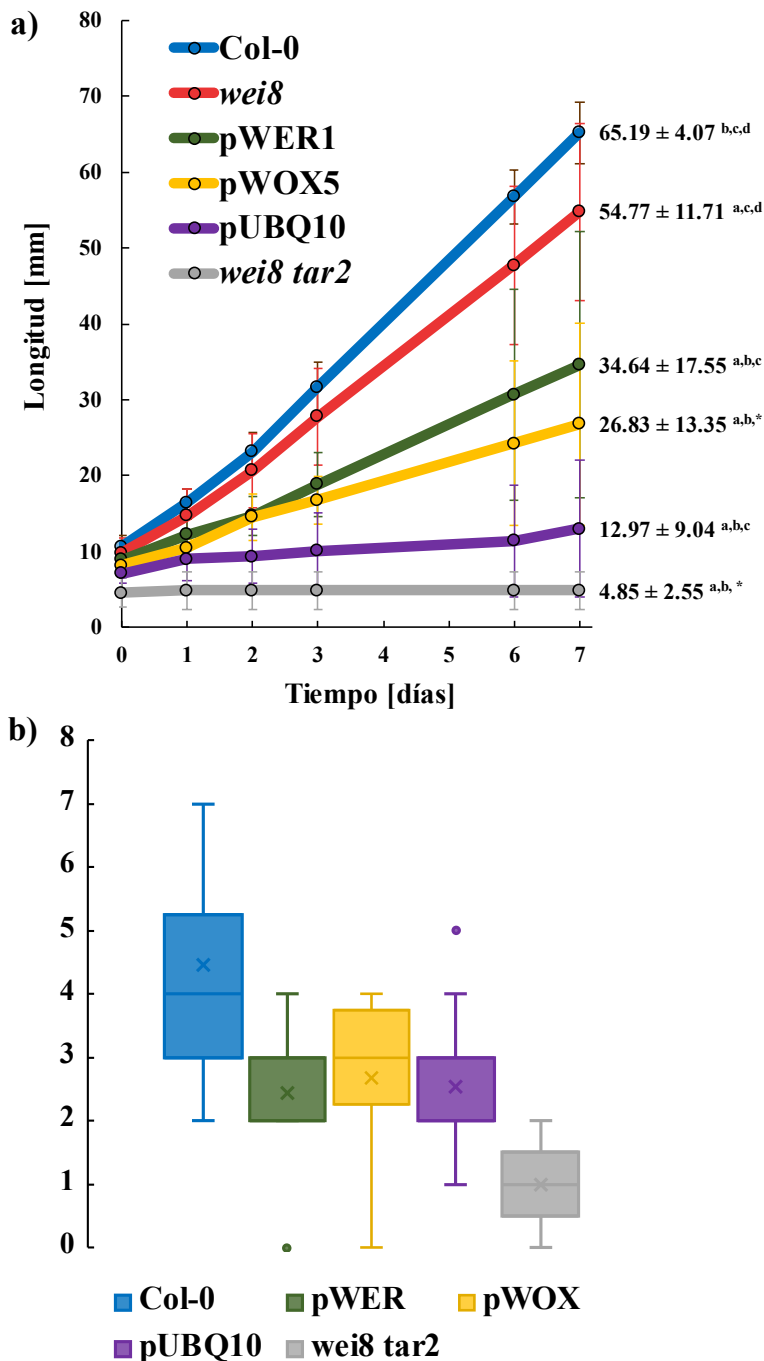 a)
80
70
60
50
40
30
20
10
0
Longitud [mm]
Col-0
wei8
pWER1
pWOX5
pUBQ10
wei8 tar2
65.19 ± 4.07 b,c,d
54.77 ± 11.71 a,c,d
34.64 ± 17.55 a,b,c
26.83 ± 13.35 a,b,*
12.97 ± 9.04 a,b,c
4.85 ± 2.55 a,b, *
0 1 2 3 4 5 6 7
Tiempo [días]
b)
8
7
6
5
4
3
2
1
0
Col-0 pWER pWOX
pUBQ10 wei8 tar2